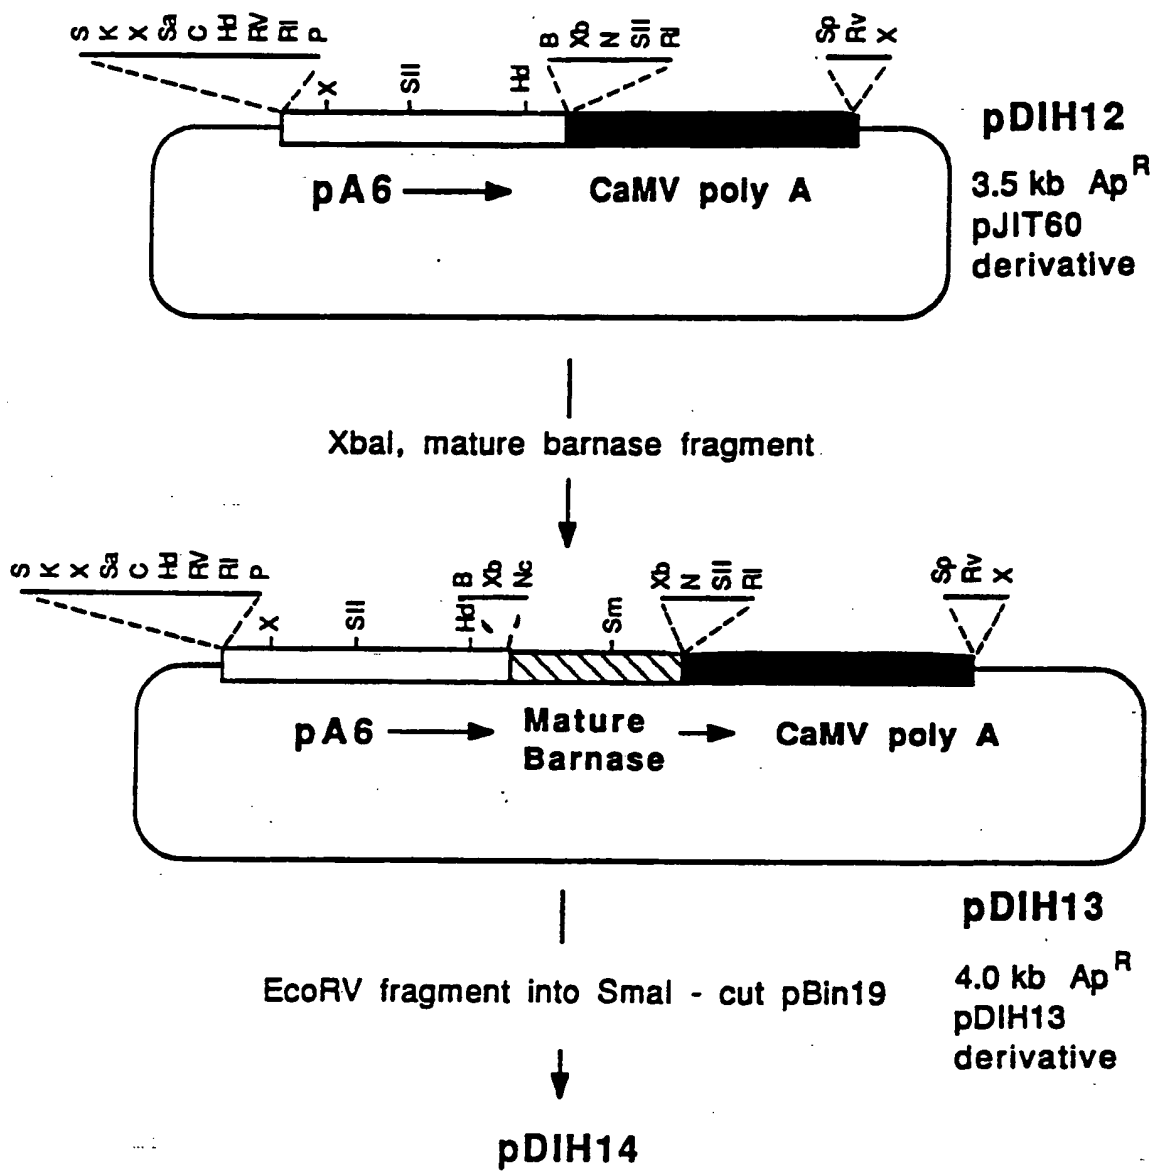 S K X Sa C Hd RV RI P
B Xb N SII RI
Sp Rv X
X SII Hd
pDIH12
pA6 CaMV poly A
3.5 kb Ap R
pJIT60
derivative
XbaI, mature barnase fragment
S K X Sa C Hd RV RI P
B Xb Nc
Xb N SII RI
Sp Rv X
X SII Hd Sm
pA6 Mature CaMV poly A
Barnase
pDIH13
4.0 kb Ap R
pDIH13
derivative
EcoRV fragment into SmaI - cut pBin19
pDIH14